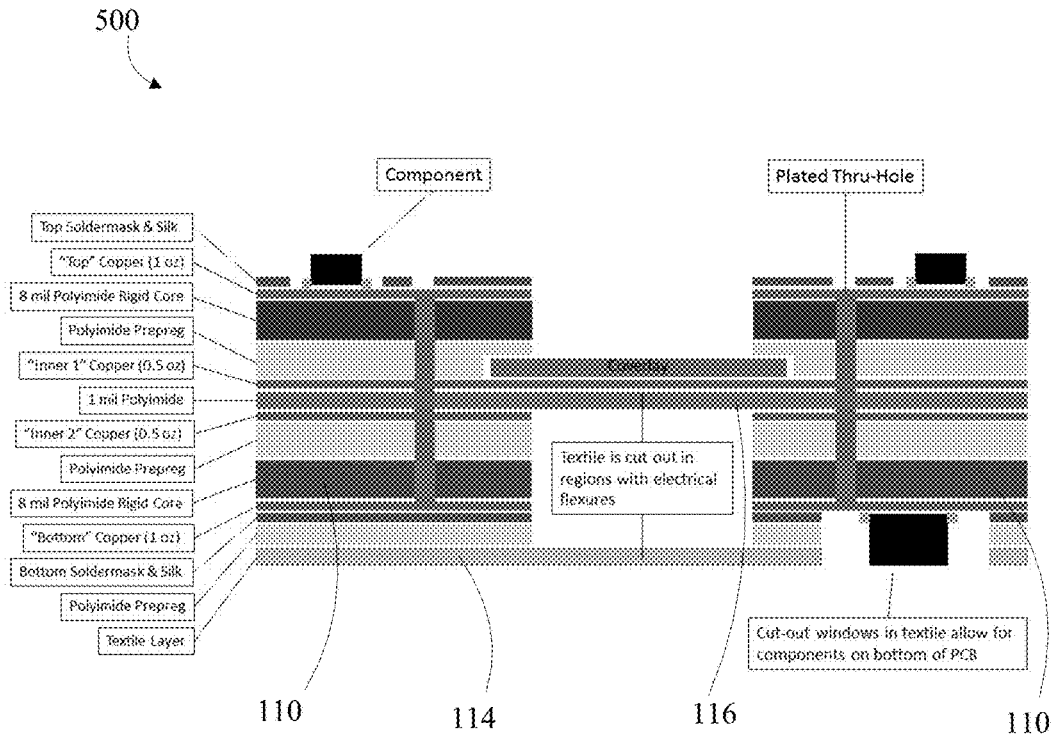 500
Component
Plated Thru-Hole
Top Soldermask & Silk
"Top" Copper (1 oz)
8 mil Polyimide Rigid Core
Polyimide Prepreg
"Inner 1" Copper (0.5 oz)
Coverlay
1 mil Polyimide
"Inner 2" Copper (0.5 oz)
Polyimide Prepreg
8 mil Polyimide Rigid Core
"Bottom" Copper (1 oz)
Bottom Soldermask & Silk
Polyimide Prepreg
Textile Layer
Textile is cut out in
regions with electrical
flexures
Cut-out windows in textile allow for
components on bottom of PCB
110
114
116
110